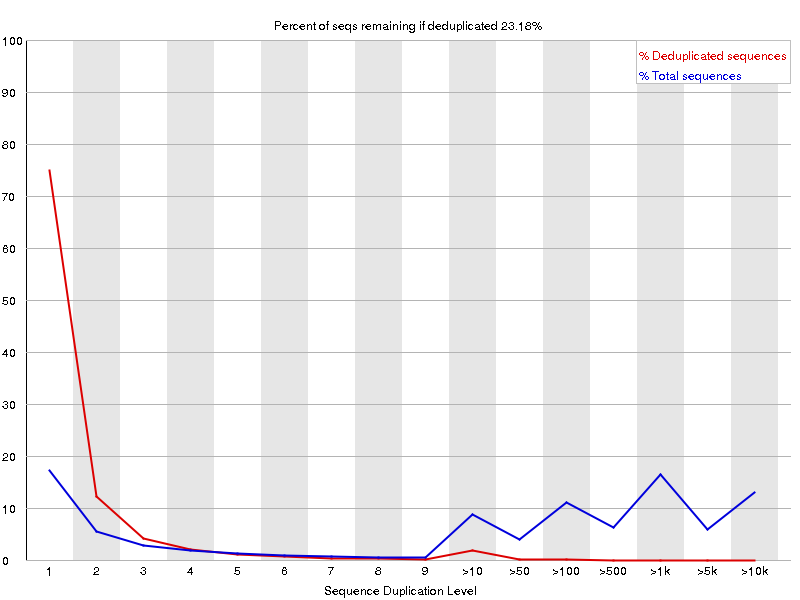 Percent of seqs remaining if deduplicated 23.18%
% Deduplicated sequences
% Total sequences
100
90
80
70
60
50
40
30
20
10
0
1 2 3 4 5 6 7 8 9 >10 >50 >100 >500 >1k >5k >10k
Sequence Duplication Level